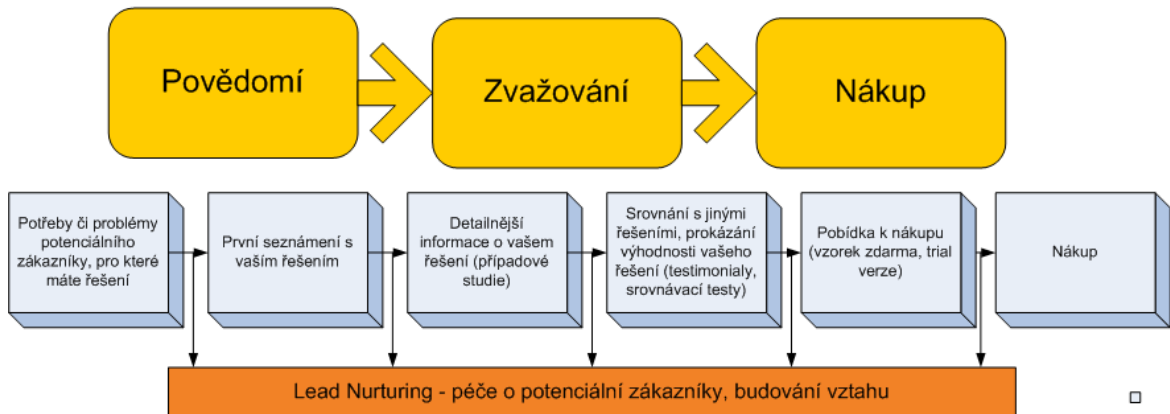 Povědomí
Zvažování
Nákup
Potřeby či problémy
potenciálního
zákazníky, pro které
máte řešení
První seznámení s
vaším řešením
Detailnější
informace o vašem
řešení (případové
studie)
Srovnání s jinými
řešeními, prokázání
výhodnosti vašeho
řešení (testimonialy,
srovnávací testy)
Pobídka k nákupu
(vzorek zdarma, trial
verze)
Nákup
Lead Nurturing - péče o potenciální zákazníky, budování vztahu